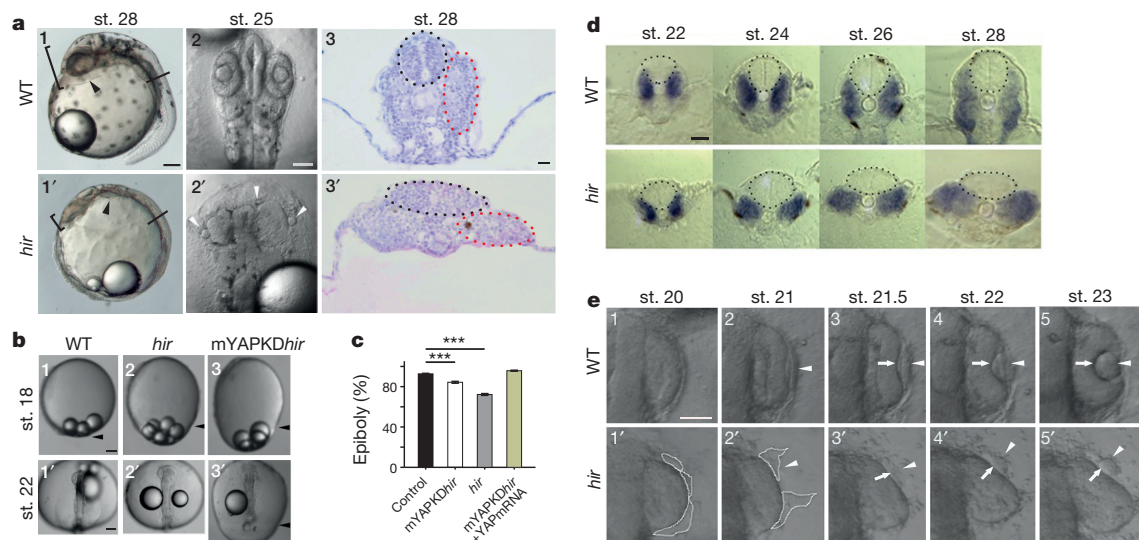 a
st. 28 st. 25 st. 28
WT
1 2 3
hir
1′ 2′ 3′
b
WT hir mYAPKDhir
st. 18
1 2 3
st. 22
1′ 2′ 3′
c
Epiboly (%)
80
40
0
*** ***
Control
mYAPKDhir
hir
mYAPKDhir
+YAPmRNA
d
st. 22 st. 24 st. 26 st. 28
WT
hir
e
st. 20 st. 21 st. 21.5 st. 22 st. 23
WT
1 2 3 4 5
hir
1′ 2′ 3′ 4′ 5′